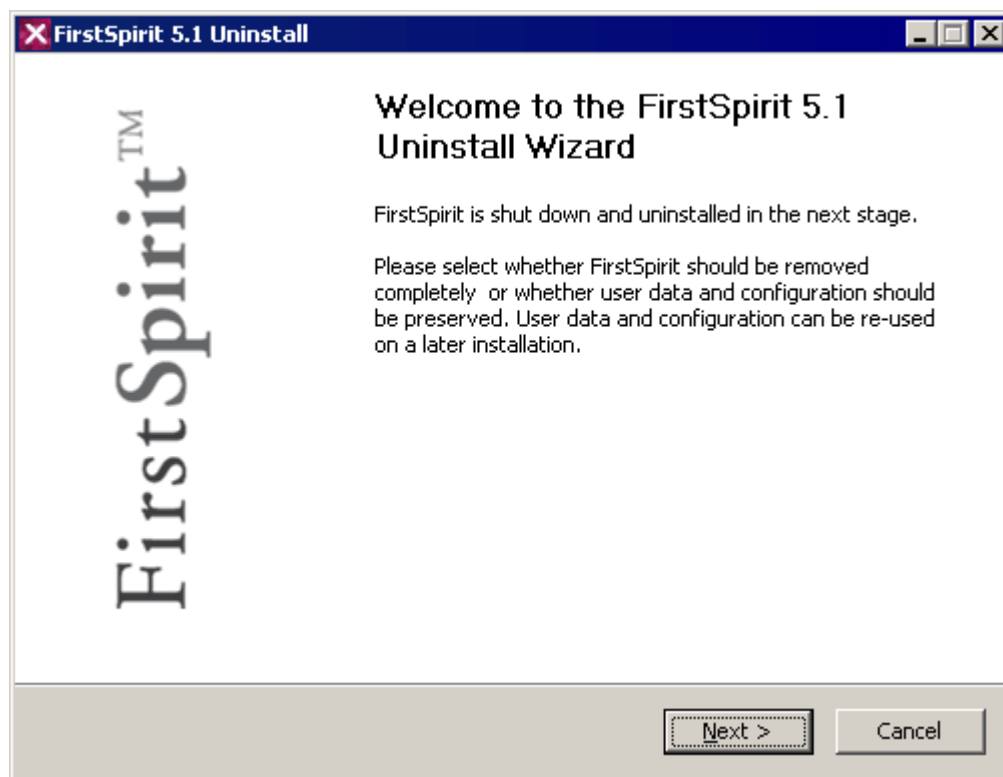 FirstSpirit 5.1 Uninstall
FirstSpirit™
Welcome to the FirstSpirit 5.1
Uninstall Wizard
FirstSpirit is shut down and uninstalled in the next stage.
Please select whether FirstSpirit should be removed
completely  or whether user data and configuration should
be preserved. User data and configuration can be re-used
on a later installation.
Next >
Cancel